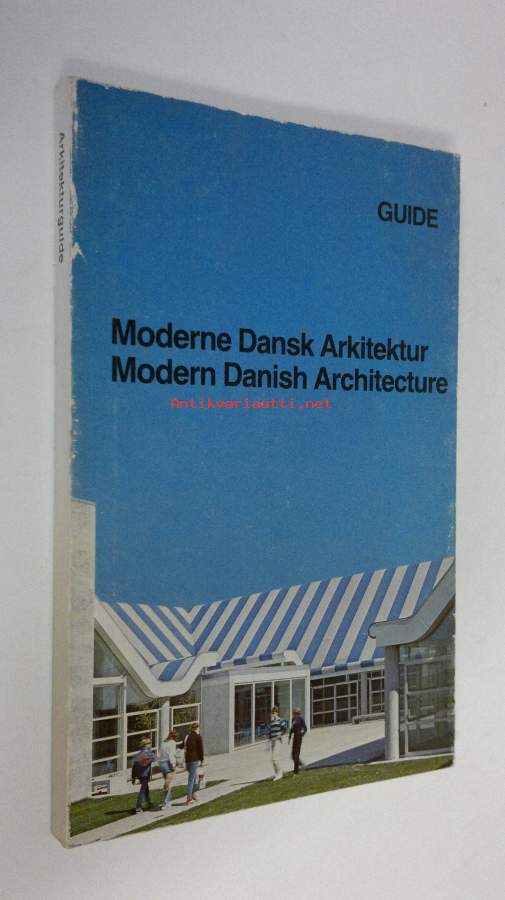 Arkitekturguide
GUIDE
Moderne Dansk Arkitektur
Modern Danish Architecture
Antikvariaatti.net